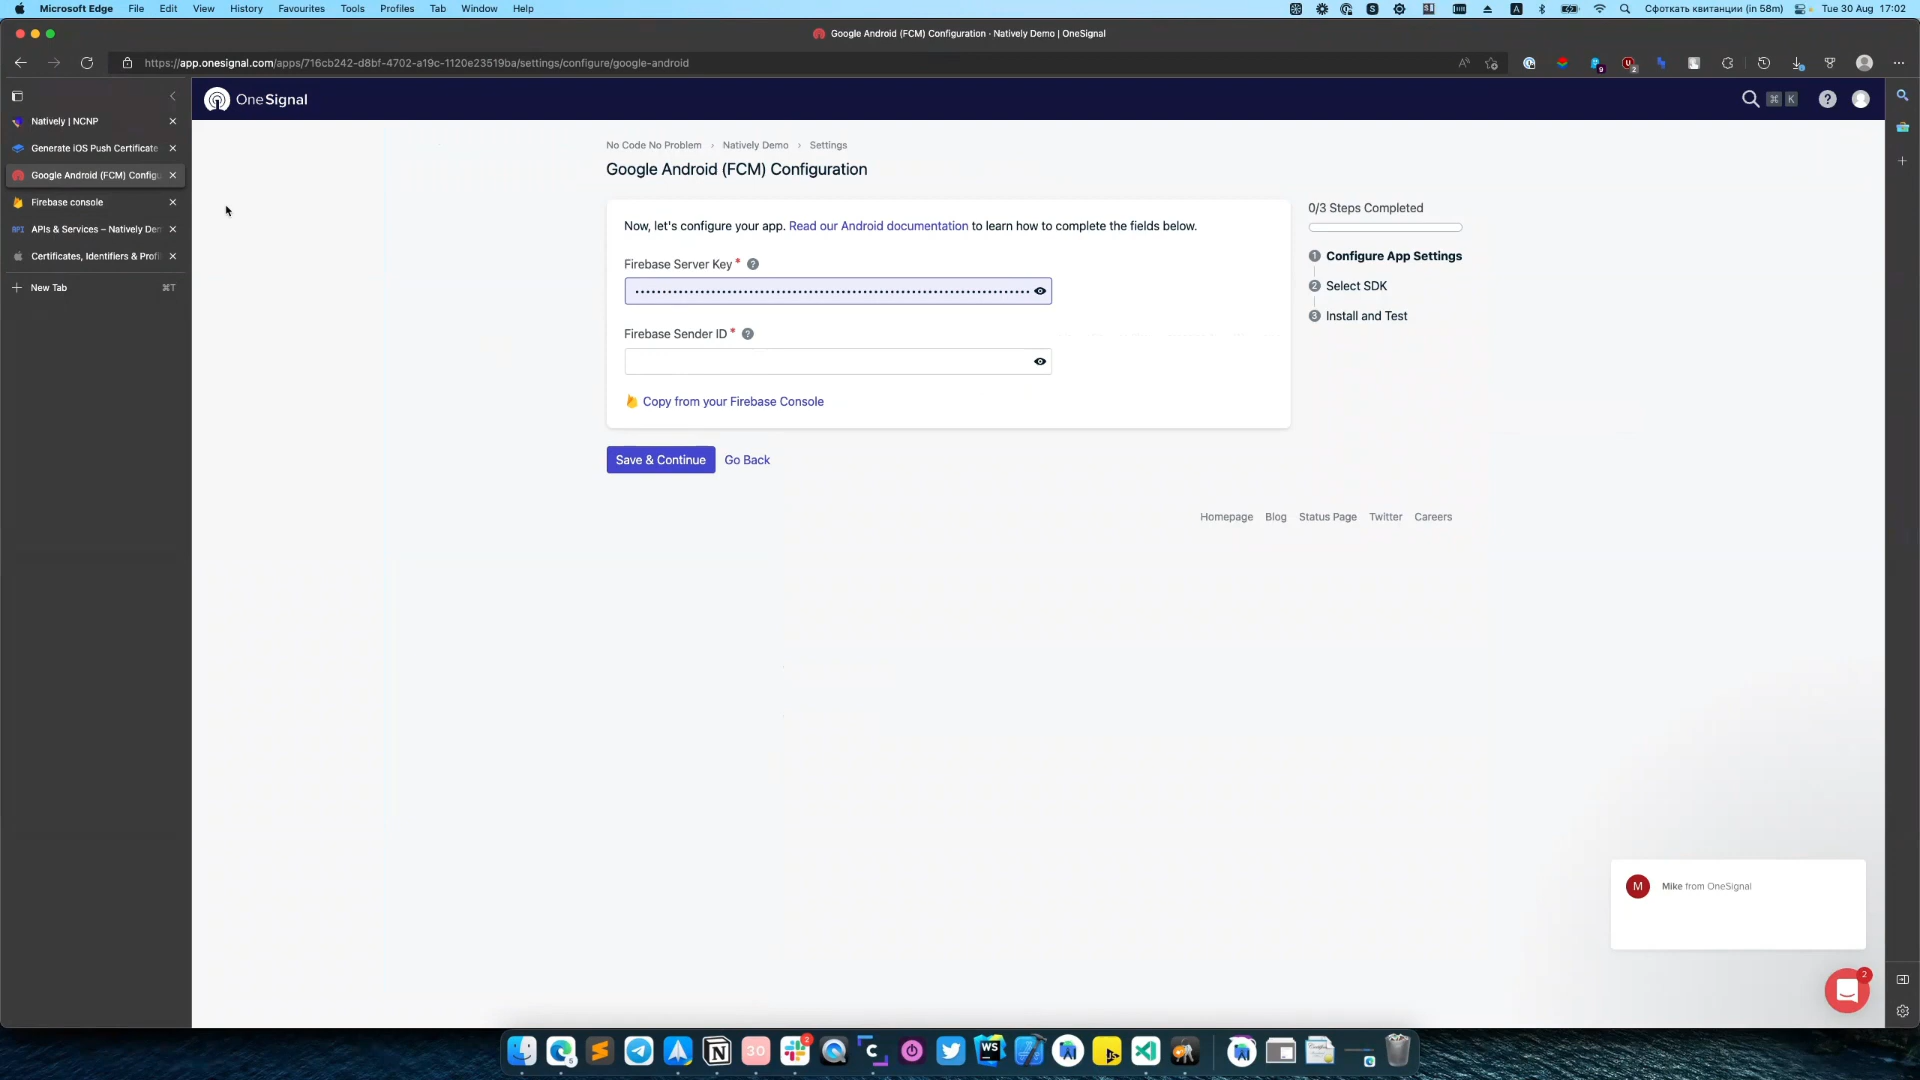 Microsoft Edge File Edit View History Favourites Tools Profiles Tab Window Help
Сфоткать квитанции (in 58m) Tue 30 Aug 17:02
Google Android (FCM) Configuration - Natively Demo | OneSignal
https://app.onesignal.com/apps/716cb242-d8bf-4702-a19c-1120e23519ba/settings/configure/google-android
OneSignal
⌘ K
Natively | NCNP
Generate iOS Push Certificate
Google Android (FCM) Configu
Firebase console
APIs & Services – Natively Den
Certificates, Identifiers & Profi
New Tab ⌘T
No Code No Problem › Natively Demo › Settings
Google Android (FCM) Configuration
Now, let's configure your app. Read our Android documentation to learn how to complete the fields below.
Firebase Server Key *
Firebase Sender ID *
Copy from your Firebase Console
Save & Continue Go Back
0/3 Steps Completed
1 Configure App Settings
2 Select SDK
3 Install and Test
Homepage Blog Status Page Twitter Careers
M Mike from OneSignal
2
30
2
WS